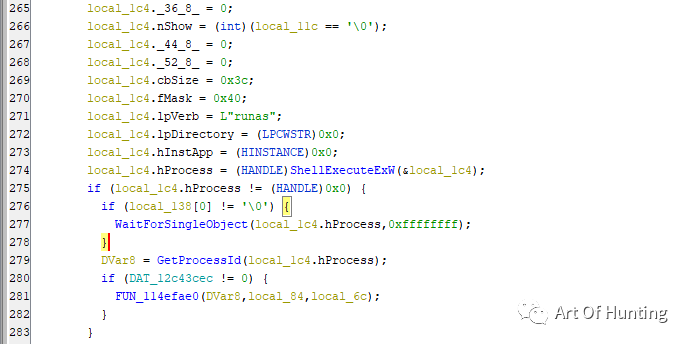 265 local_1c4._36_8_ = 0;
266 local_1c4.nShow = (int)(local_11c == '\0');
267 local_1c4._44_8_ = 0;
268 local_1c4._52_8_ = 0;
269 local_1c4.cbSize = 0x3c;
270 local_1c4.fMask = 0x40;
271 local_1c4.lpVerb = L"runas";
272 local_1c4.lpDirectory = (LPCWSTR)0x0;
273 local_1c4.hInstApp = (HINSTANCE)0x0;
274 local_1c4.hProcess = (HANDLE)ShellExecuteExW(&local_1c4);
275 if (local_1c4.hProcess != (HANDLE)0x0) {
276 if (local_138[0] != '\0') {
277 WaitForSingleObject(local_1c4.hProcess,0xffffffff);
278 }
279 DVar8 = GetProcessId(local_1c4.hProcess);
280 if (DAT_12c43cec != 0) {
281 FUN_114efae0(DVar8,local_84,local_6c);
282 }
283 }
Art Of Hunting